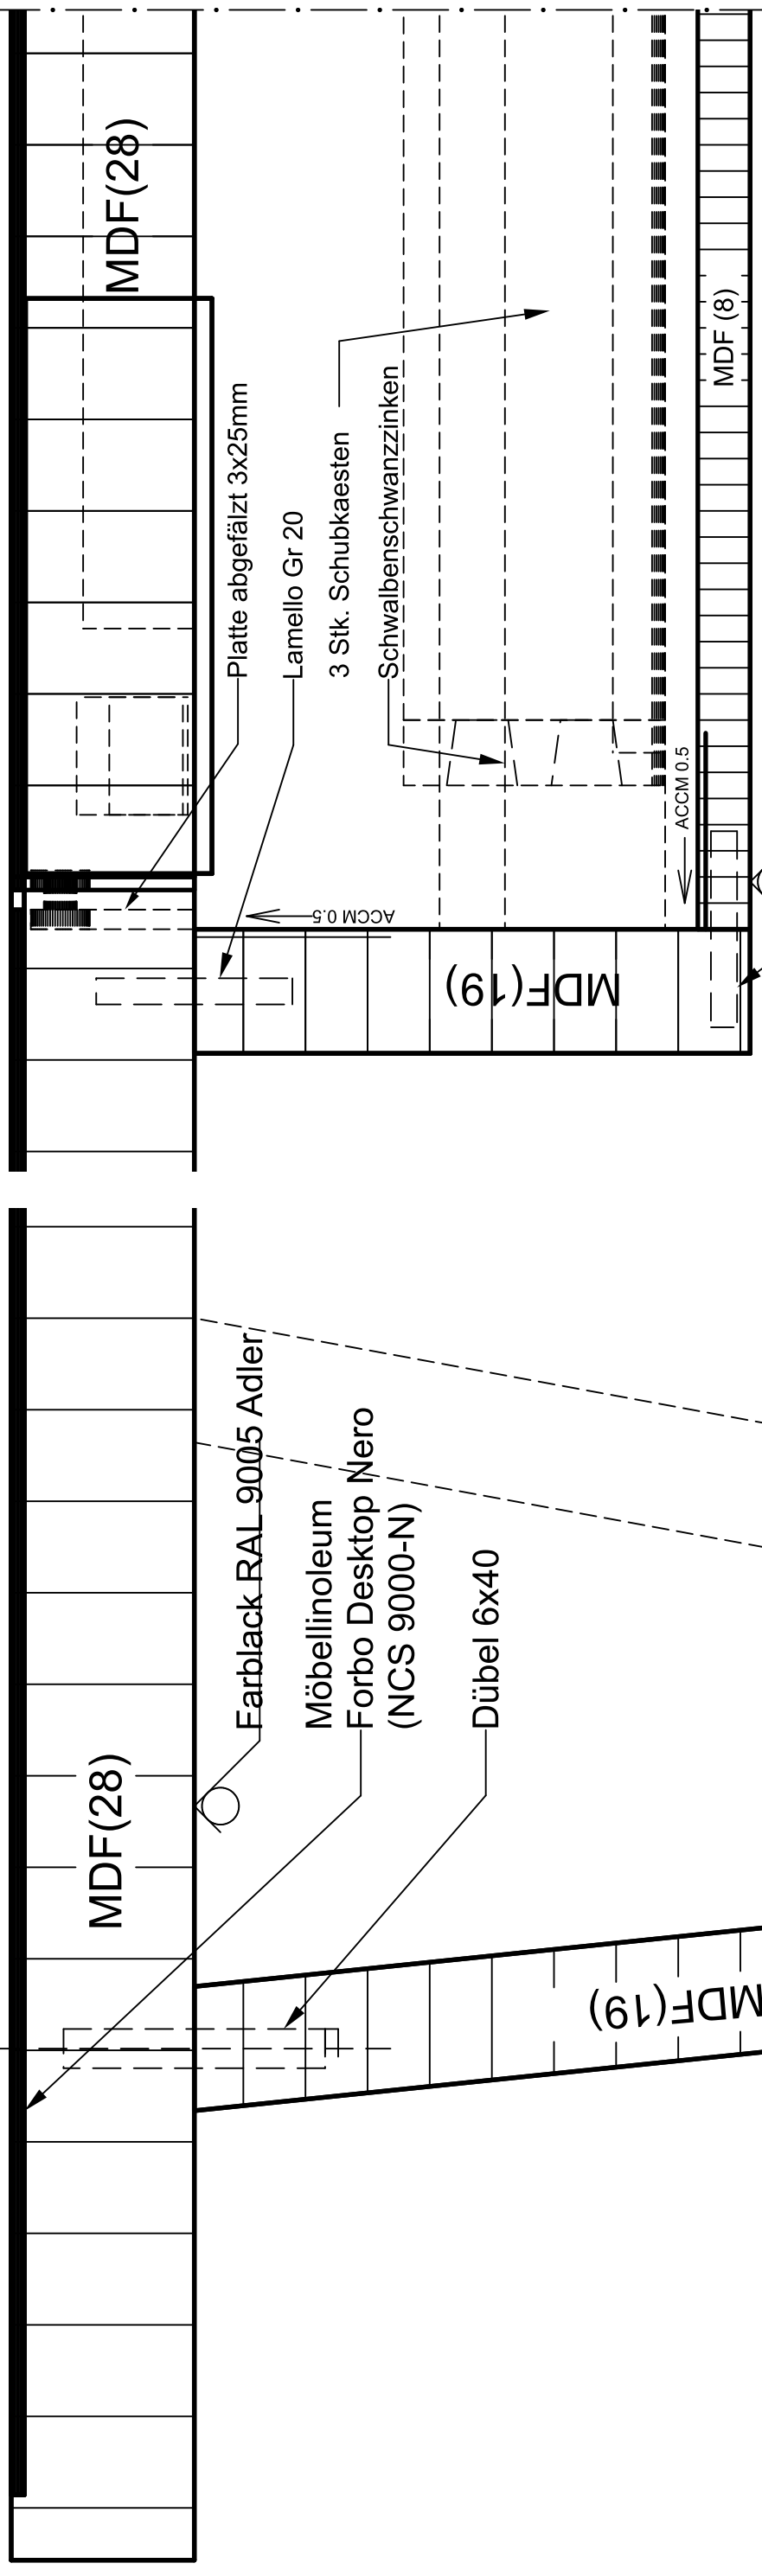 MDF(28)
Platte abgefälzt 3x25mm
Lamello Gr 20
3 Stk. Schubkaesten
Schwalbenschwanzzinken
MDF (8)
ACCM 0.5
ACCM 0.5
MDF(19)
Farblack RAL 9005 Adler
Möbellinoleum
Forbo Desktop Nero
(NCS 9000-N)
Dübel 6x40
MDF(28)
MDF(19)